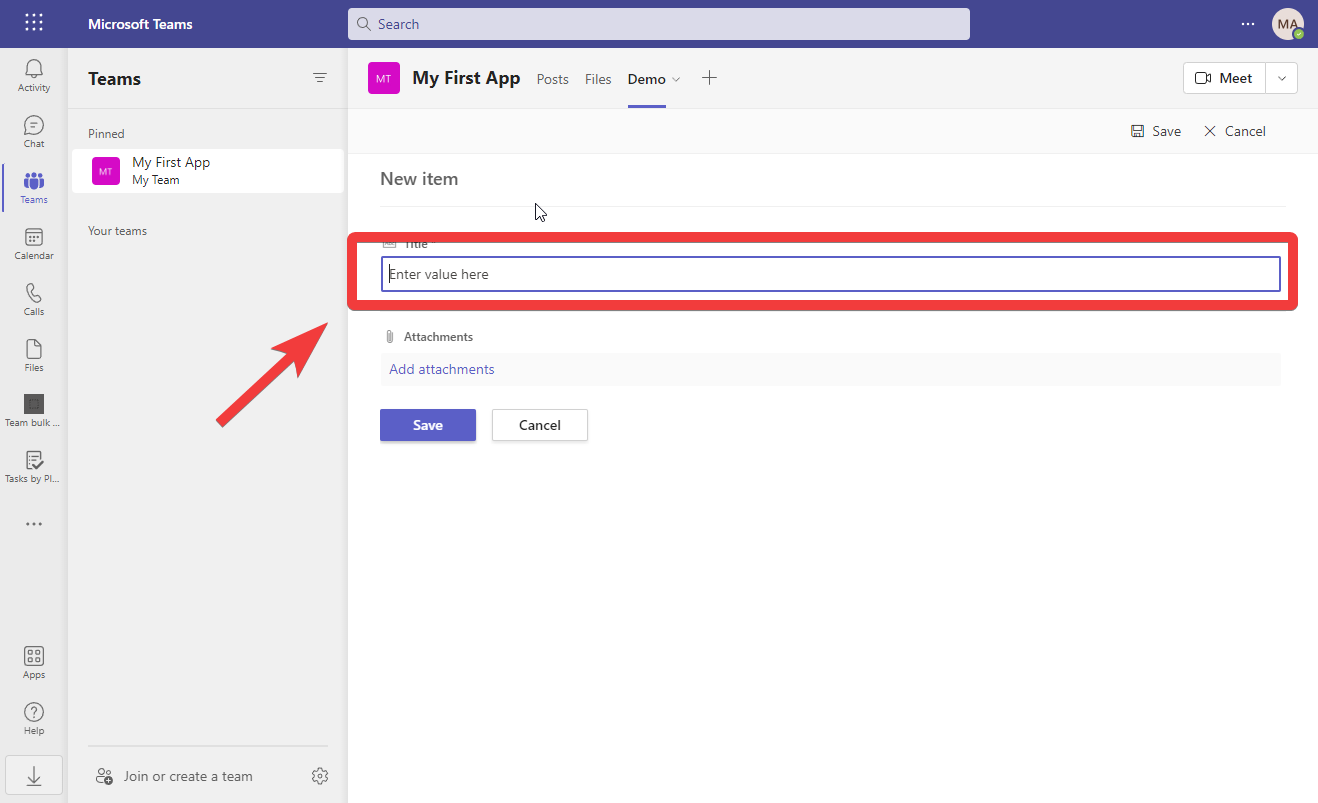 Microsoft Teams
Search
MA
Activity
Chat
Teams
Calendar
Calls
Files
Team bulk ...
Tasks by Pl...
Apps
Help
Teams
Pinned
MT
My First App
My Team
Your teams
Join or create a team
MT
My First App
Posts
Files
Demo
Meet
Save
Cancel
New item
Title
Enter value here
Attachments
Add attachments
Save
Cancel